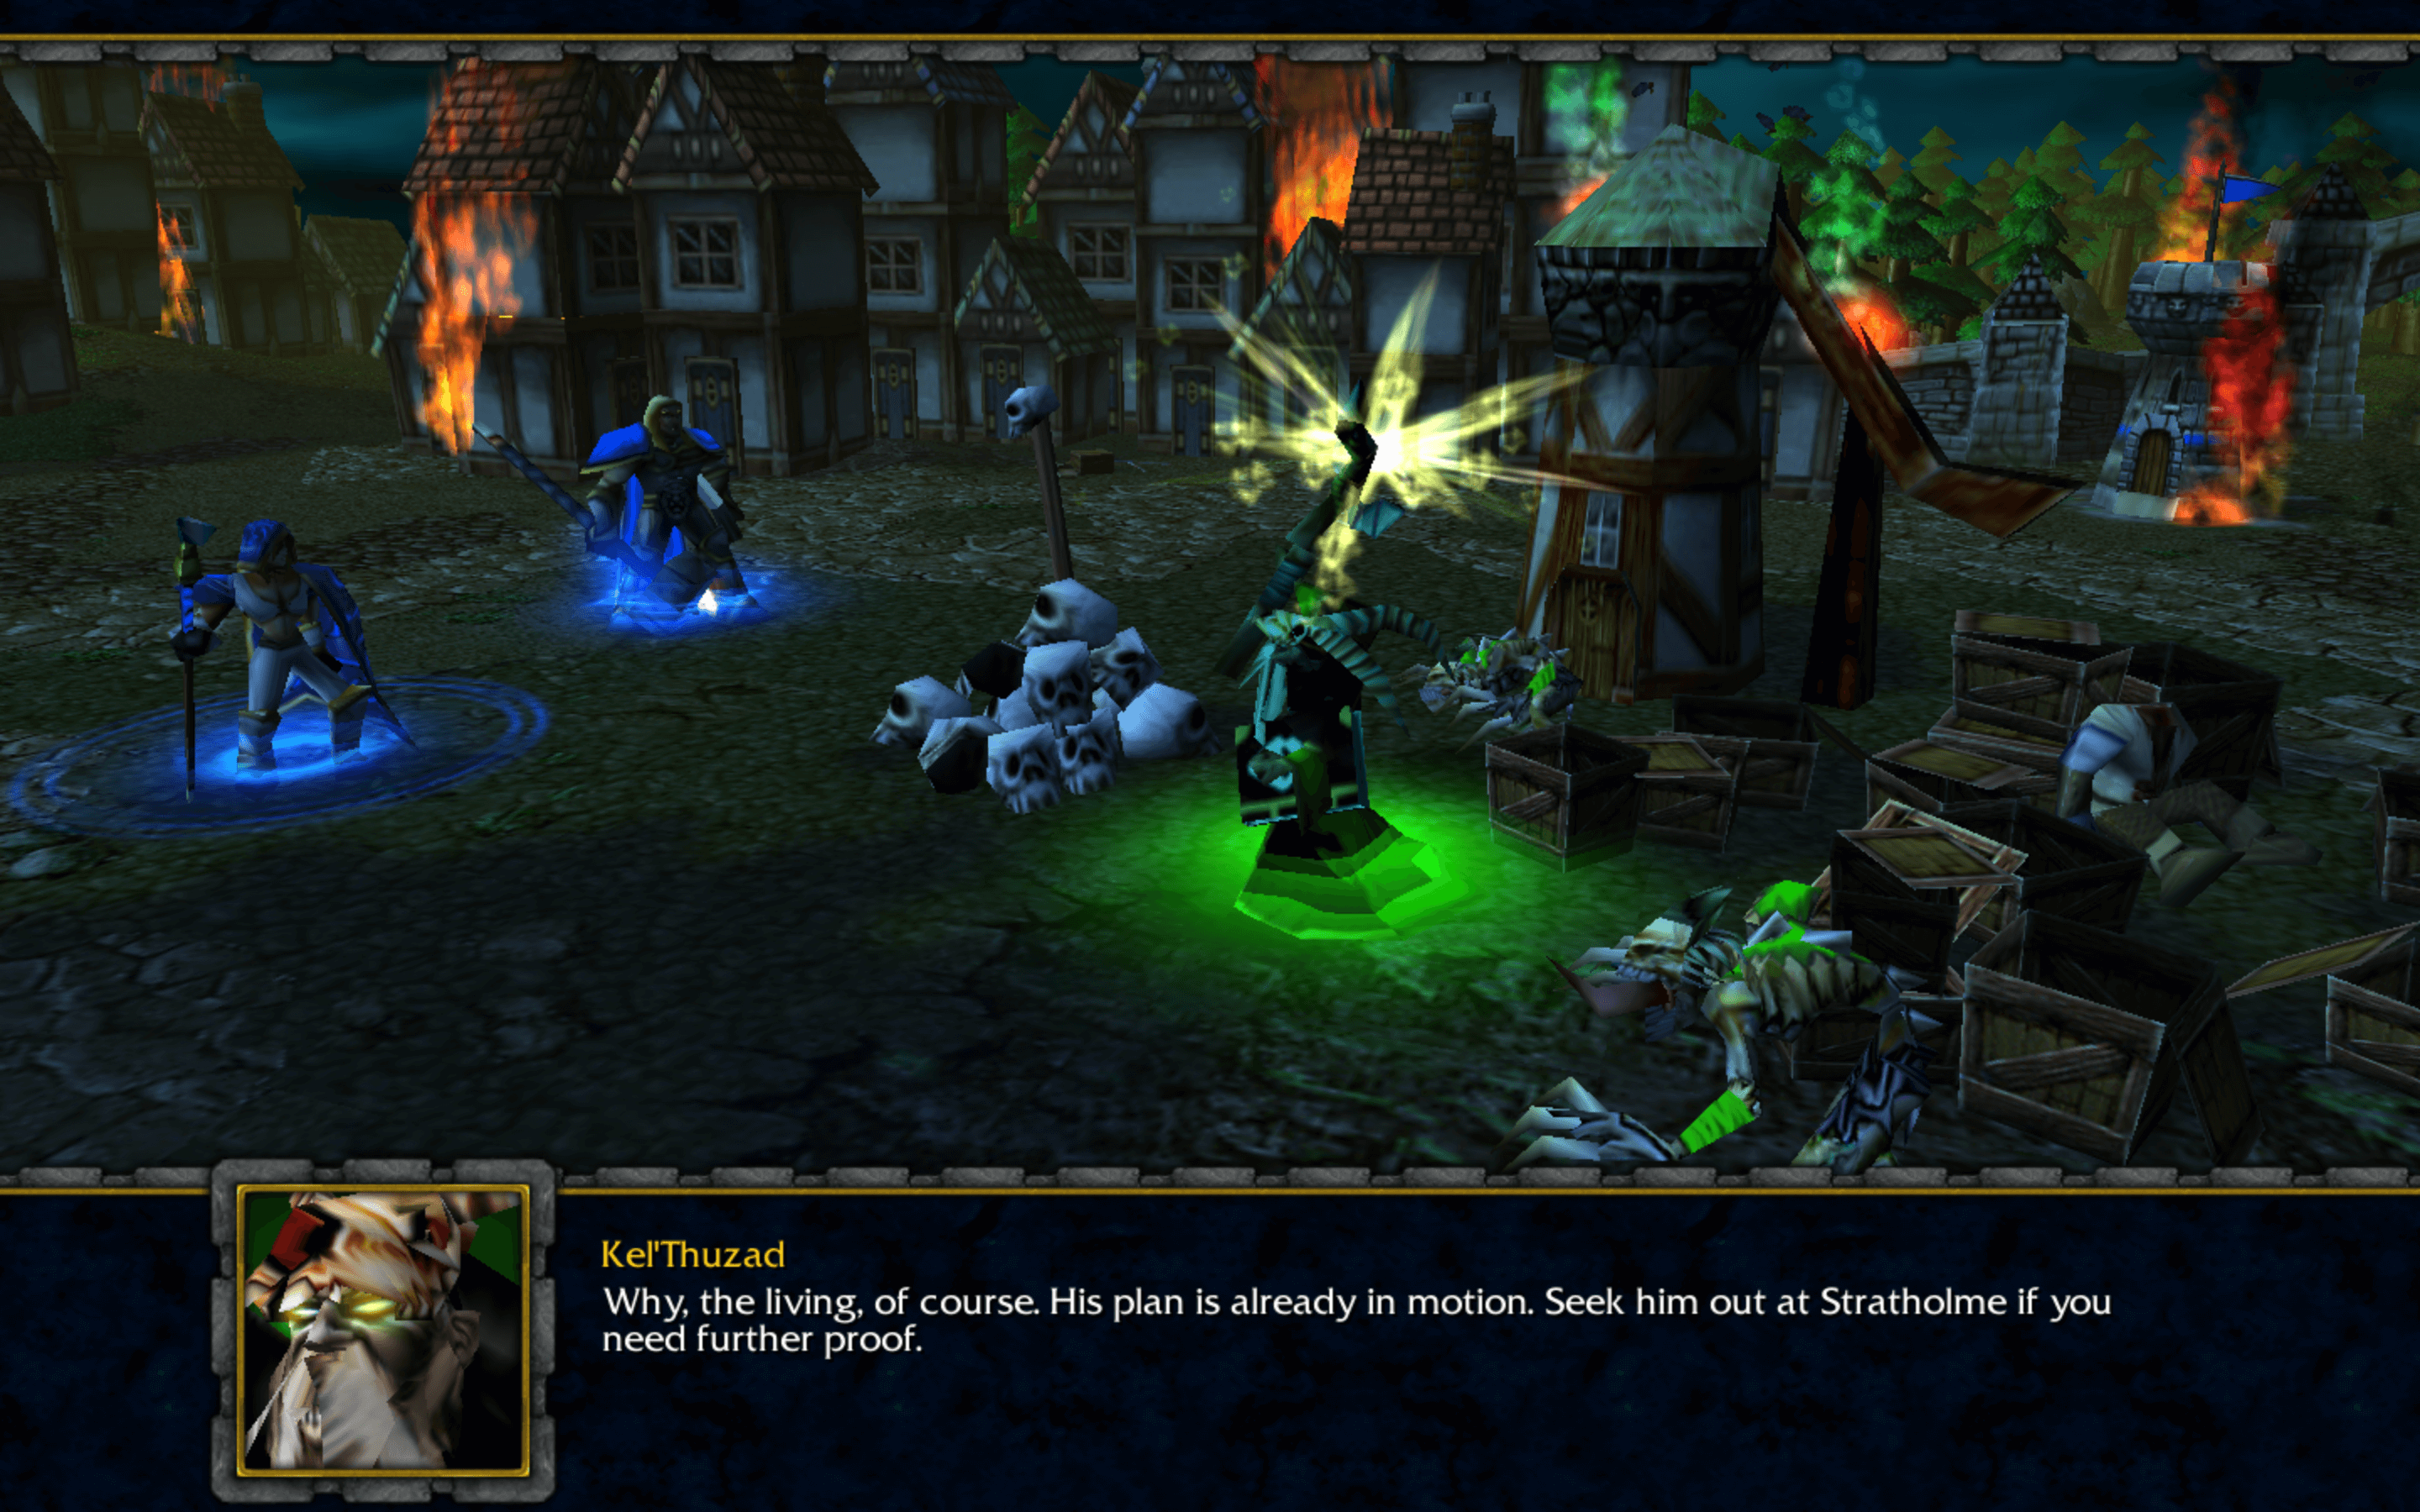 Kel'Thuzad
Why, the living, of course. His plan is already in motion. Seek him out at Stratholme if you
need further proof.